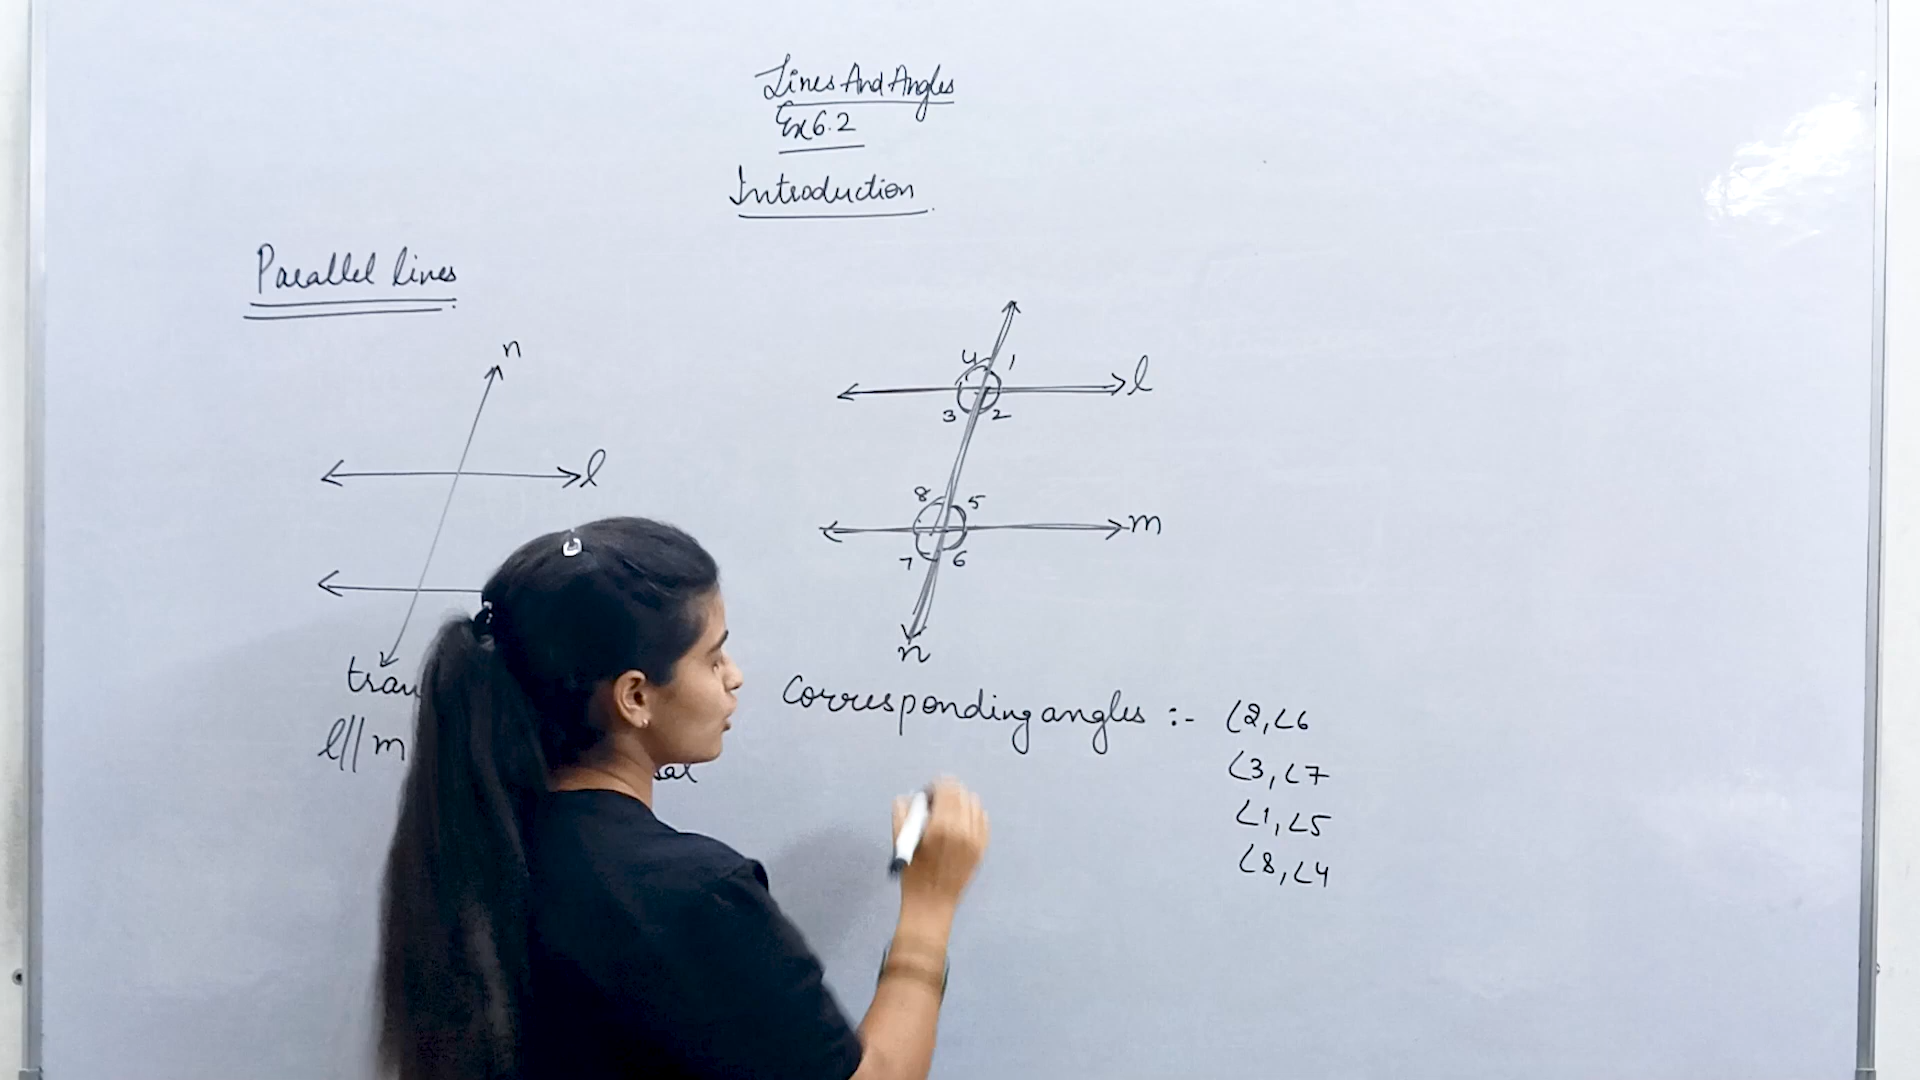 Lines And Angles
Ex 6.2
Introduction
Parallel lines
n
l
l || m
4 1
l
3 2
8 5
m
7 6
n
Corresponding angles :- ∠2, ∠6
∠3, ∠7
∠1, ∠5
∠8, ∠4